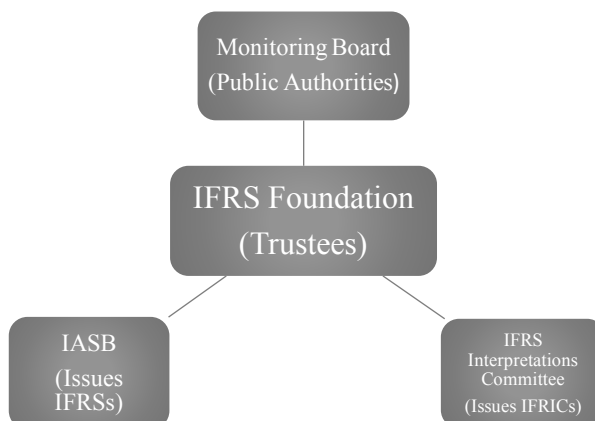 Monitoring Board
(Public Authorities)
IFRS Foundation
(Trustees)
IASB
(Issues
IFRSs)
IFRS
Interpretations
Committee
(Issues IFRICs)